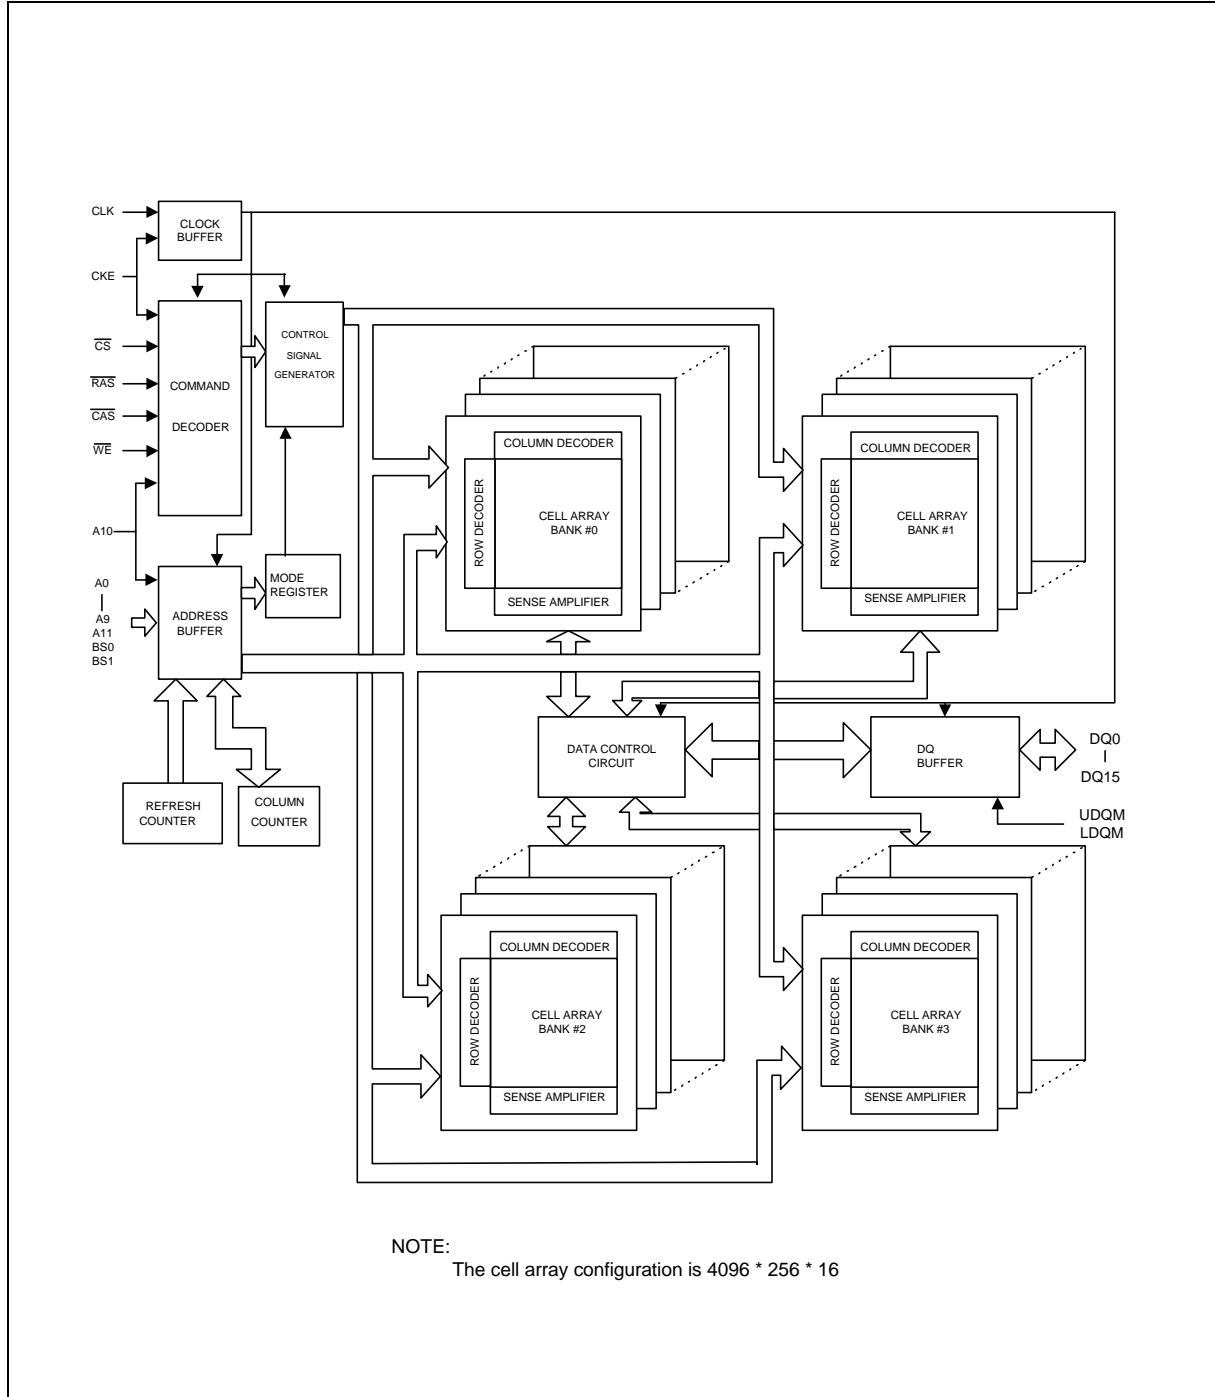 CLK
CLOCK
BUFFER
CKE
CS
RAS
CAS
WE
COMMAND
DECODER
CONTROL
SIGNAL
GENERATOR
A10
A0
A9
A11
BS0
BS1
ADDRESS
BUFFER
MODE
REGISTER
REFRESH
COUNTER
COLUMN
COUNTER
COLUMN DECODER
ROW DECODER
CELL ARRAY
BANK #0
SENSE AMPLIFIER
COLUMN DECODER
ROW DECODER
CELL ARRAY
BANK #1
SENSE AMPLIFIER
DATA CONTROL
CIRCUIT
DQ
BUFFER
DQ0
DQ15
UDQM
LDQM
COLUMN DECODER
ROW DECODER
CELL ARRAY
BANK #2
SENSE AMPLIFIER
COLUMN DECODER
ROW DECODER
CELL ARRAY
BANK #3
SENSE AMPLIFIER
NOTE:
The cell array configuration is 4096 * 256 * 16